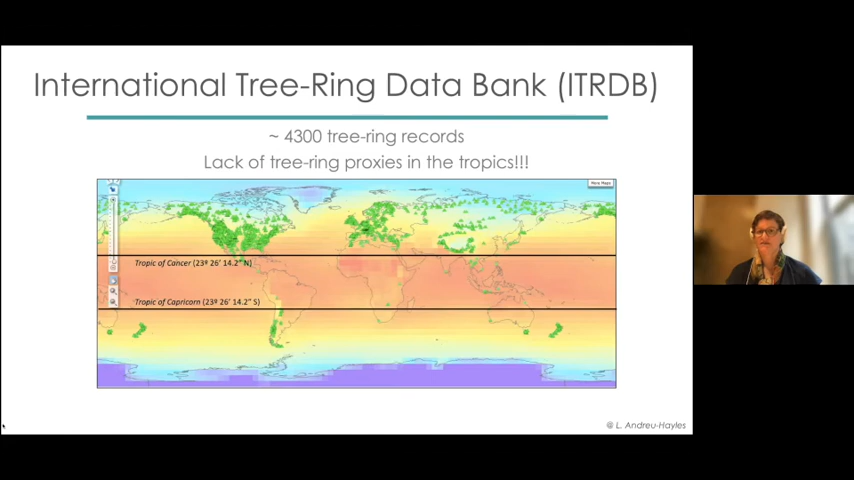 International Tree-Ring Data Bank (ITRDB)
~ 4300 tree-ring records
Lack of tree-ring proxies in the tropics!!!
More Maps
Tropic of Cancer (23º 26' 14.2" N)
Tropic of Capricorn (23º 26' 14.2" S)
@ L. Andreu-Hayles